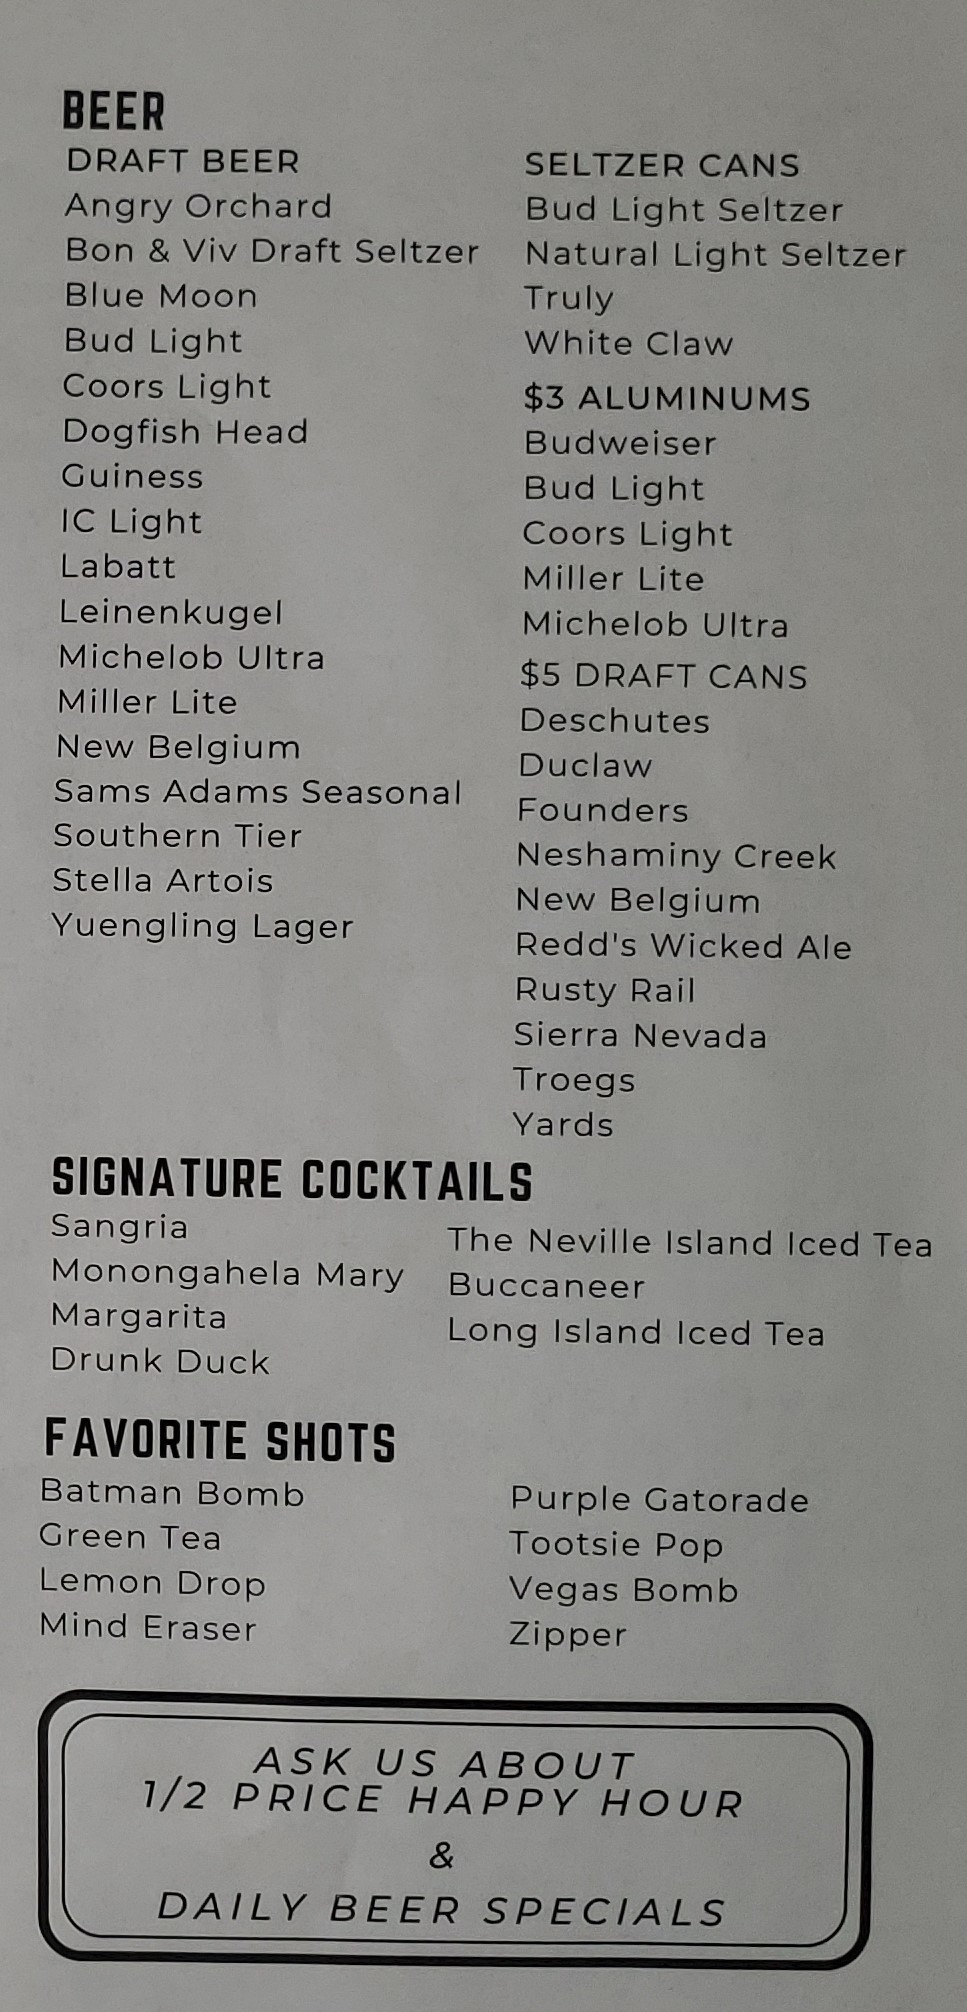 BEER
DRAFT BEER
Angry Orchard
Bon & Viv Draft Seltzer
Blue Moon
Bud Light
Coors Light
Dogfish Head
Guiness
IC Light
Labatt
Leinenkugel
Michelob Ultra
Miller Lite
New Belgium
Sams Adams Seasonal
Southern Tier
Stella Artois
Yuengling Lager
SELTZER CANS
Bud Light Seltzer
Natural Light Seltzer
Truly
White Claw
$3 ALUMINUMS
Budweiser
Bud Light
Coors Light
Miller Lite
Michelob Ultra
$5 DRAFT CANS
Deschutes
Duclaw
Founders
Neshaminy Creek
New Belgium
Redd's Wicked Ale
Rusty Rail
Sierra Nevada
Troegs
Yards
SIGNATURE COCKTAILS
Sangria
Monongahela Mary
Margarita
Drunk Duck
The Neville Island Iced Tea
Buccaneer
Long Island Iced Tea
FAVORITE SHOTS
Batman Bomb
Green Tea
Lemon Drop
Mind Eraser
Purple Gatorade
Tootsie Pop
Vegas Bomb
Zipper
ASK US ABOUT
1/2 PRICE HAPPY HOUR
&
DAILY BEER SPECIALS